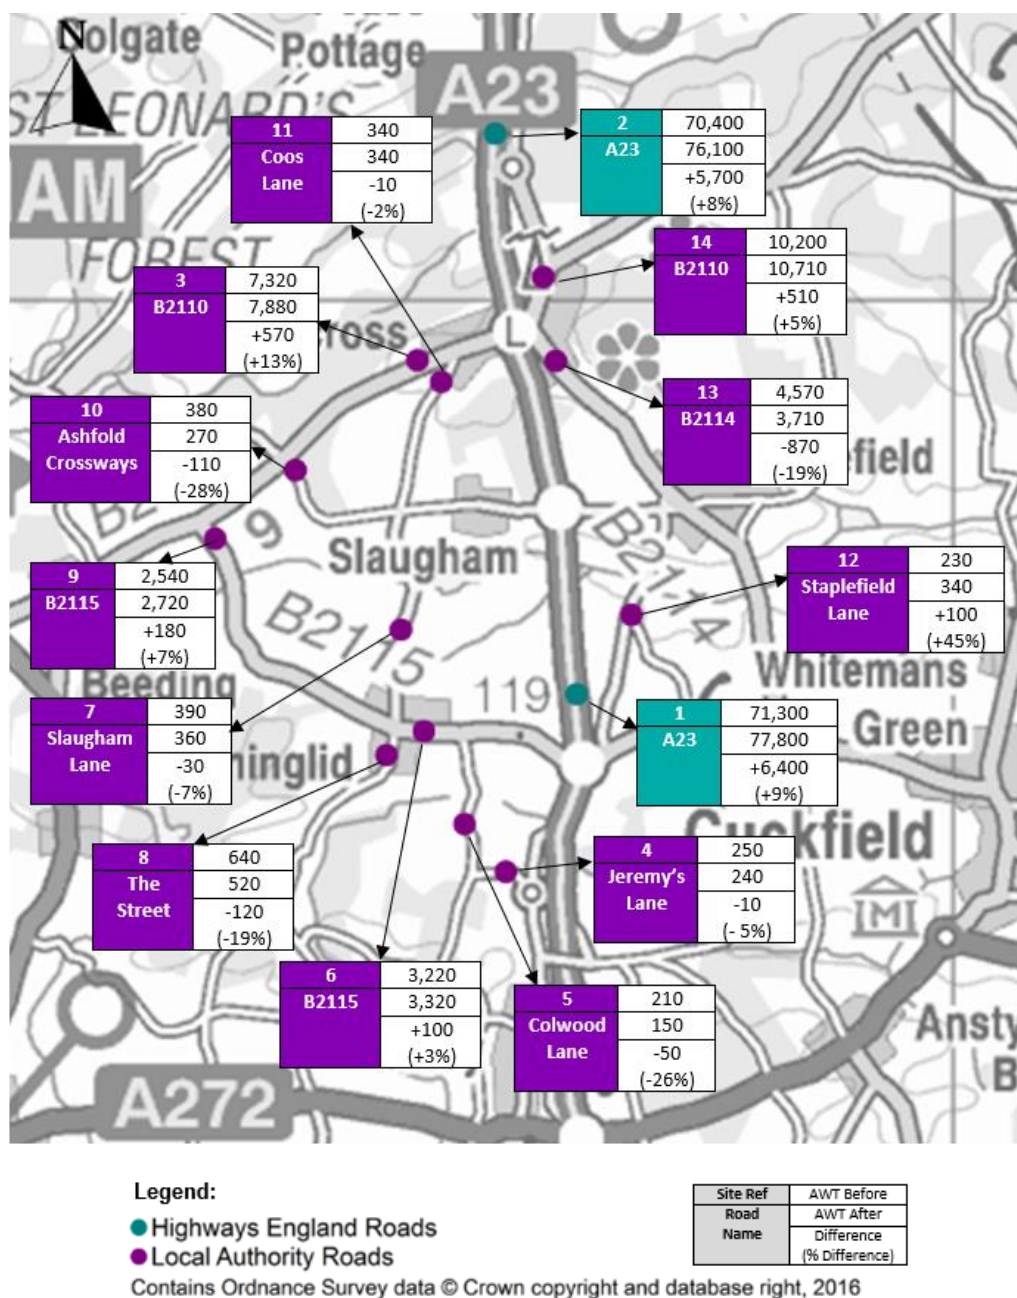 N
Holgate
Pottage
A23
ST LEONARD'S
AM
FOREST
11 340
Coos 340
Lane -10
(-2%)
2 70,400
A23 76,100
+5,700
(+8%)
14 10,200
B2110 10,710
+510
(+5%)
3 7,320
B2110 7,880
+570
(+13%)
cross
L
13 4,570
B2114 3,710
-870
(-19%)
efield
10 380
Ashfold 270
Crossways -110
(-28%)
B2
9
Slaugham
B2114
9 2,540
B2115 2,720
+180
(+7%)
B2115
12 230
Staplefield 340
Lane +100
(+45%)
Beeding
119
Whitemans
Green
7 390
Slaugham 360
Lane -30
(-7%)
ninglid
1 71,300
A23 77,800
+6,400
(+9%)
Cuckfield
8 640
The 520
Street -120
(-19%)
4 250
Jeremy's 240
Lane -10
(- 5%)
M
6 3,220
B2115 3,320
+100
(+3%)
5 210
Colwood 150
Lane -50
(-26%)
Ansty
B
A272
Legend:
Highways England Roads
Local Authority Roads
Site Ref AWT Before
Road AWT After
Name Difference
(% Difference)
Contains Ordnance Survey data © Crown copyright and database right, 2016